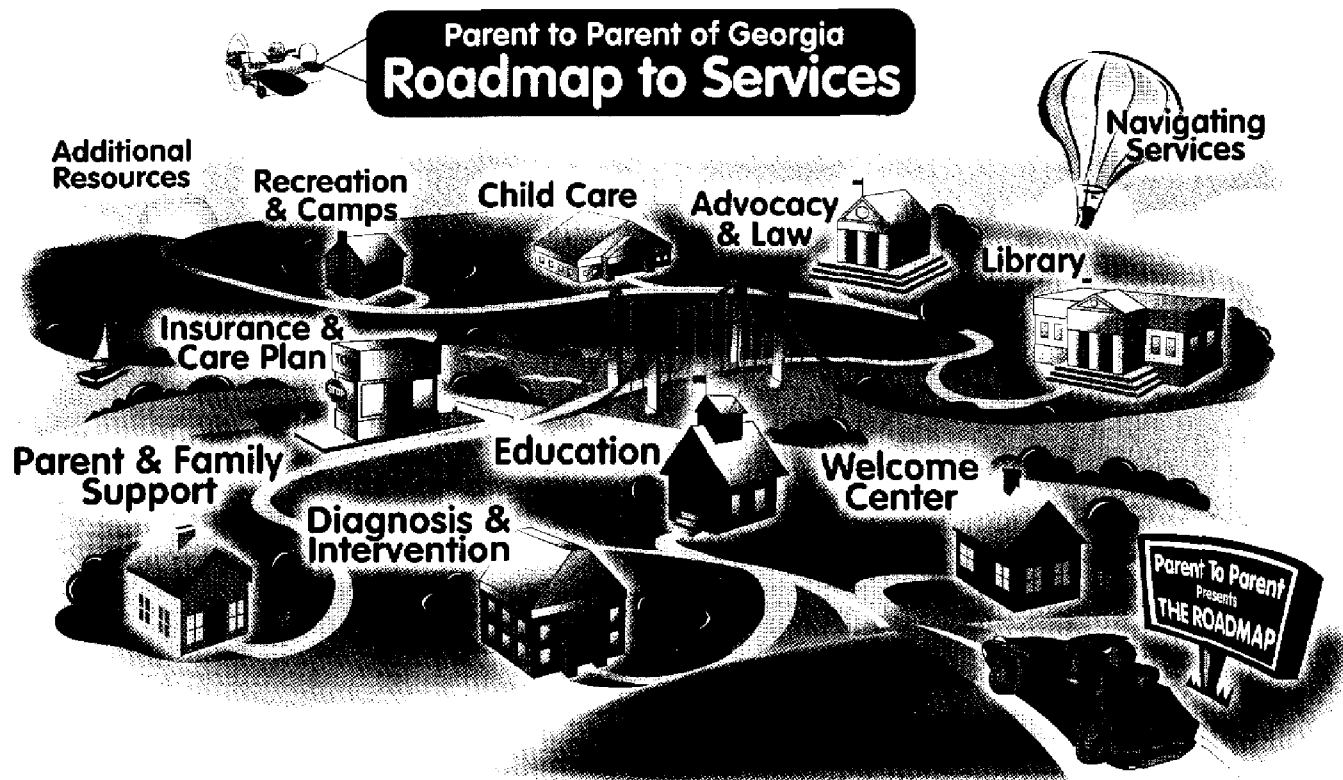 Parent to Parent of Georgia
Roadmap to Services
Navigating
Services
Additional
Resources
Recreation
& Camps
Child Care
Advocacy
& Law
Library
Insurance &
Care Plan
Parent & Family
Support
Education
Welcome
Center
Diagnosis &
Intervention
Parent To Parent
Presents
THE ROADMAP